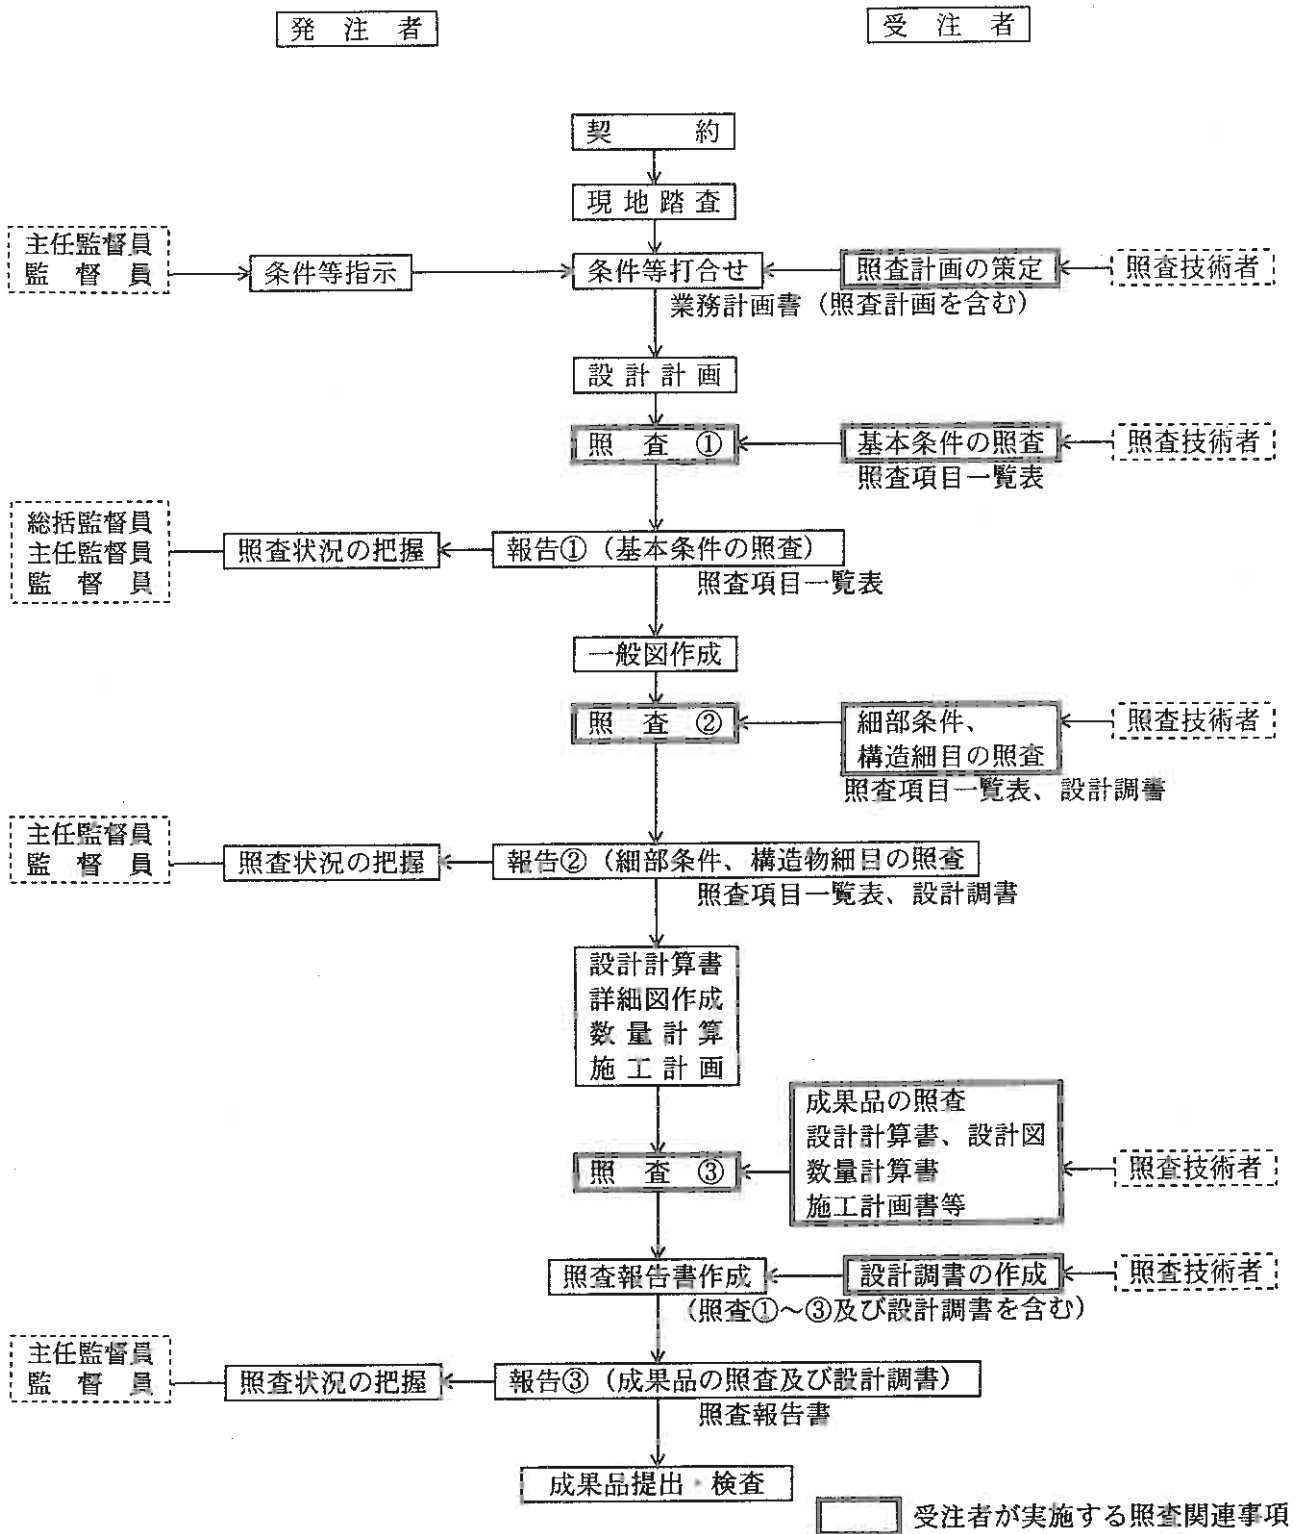 発注者
受注者
契約
現地踏査
主任監督員
監督員
条件等指示
条件等打合せ
照査計画の策定
照査技術者
業務計画書（照査計画を含む）
設計計画
照査①
基本条件の照査
照査技術者
照査項目一覧表
総括監督員
主任監督員
監督員
照査状況の把握
報告①（基本条件の照査）
照査項目一覧表
一般図作成
照査②
細部条件、
構造細目の照査
照査技術者
照査項目一覧表、設計調書
主任監督員
監督員
照査状況の把握
報告②（細部条件、構造物細目の照査
照査項目一覧表、設計調書
設計計算書
詳細図作成
数量計算
施工計画
照査③
成果品の照査
設計計算書、設計図
数量計算書
施工計画書等
照査技術者
照査報告書作成
設計調書の作成
照査技術者
（照査①～③及び設計調書を含む）
主任監督員
監督員
照査状況の把握
報告③（成果品の照査及び設計調書）
照査報告書
成果品提出・検査
受注者が実施する照査関連事項